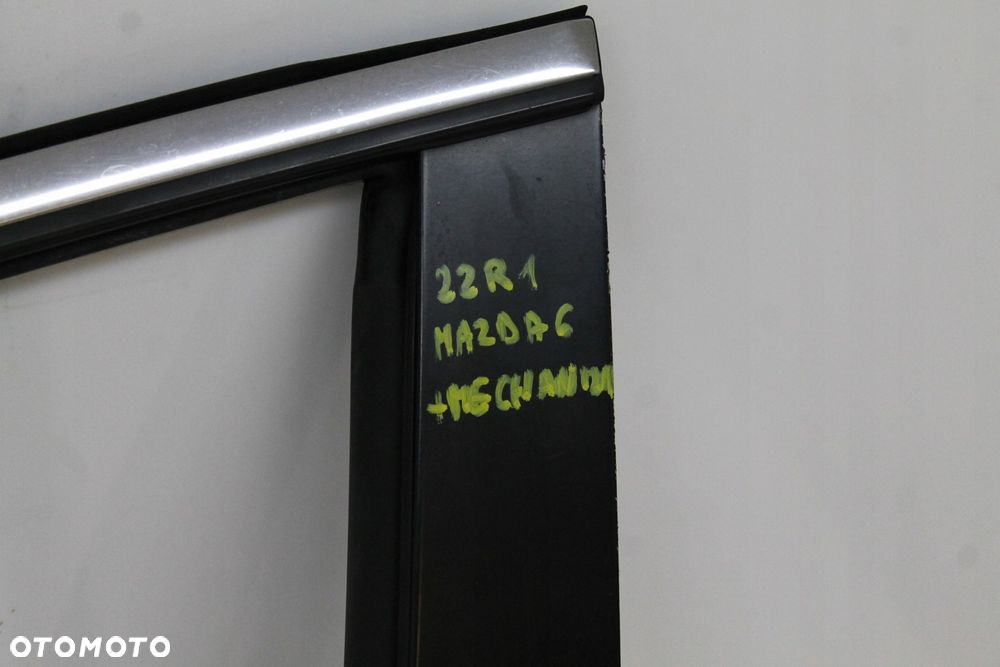 22R1
MAZDA 6
+MECHANIZM
OTOMOTO